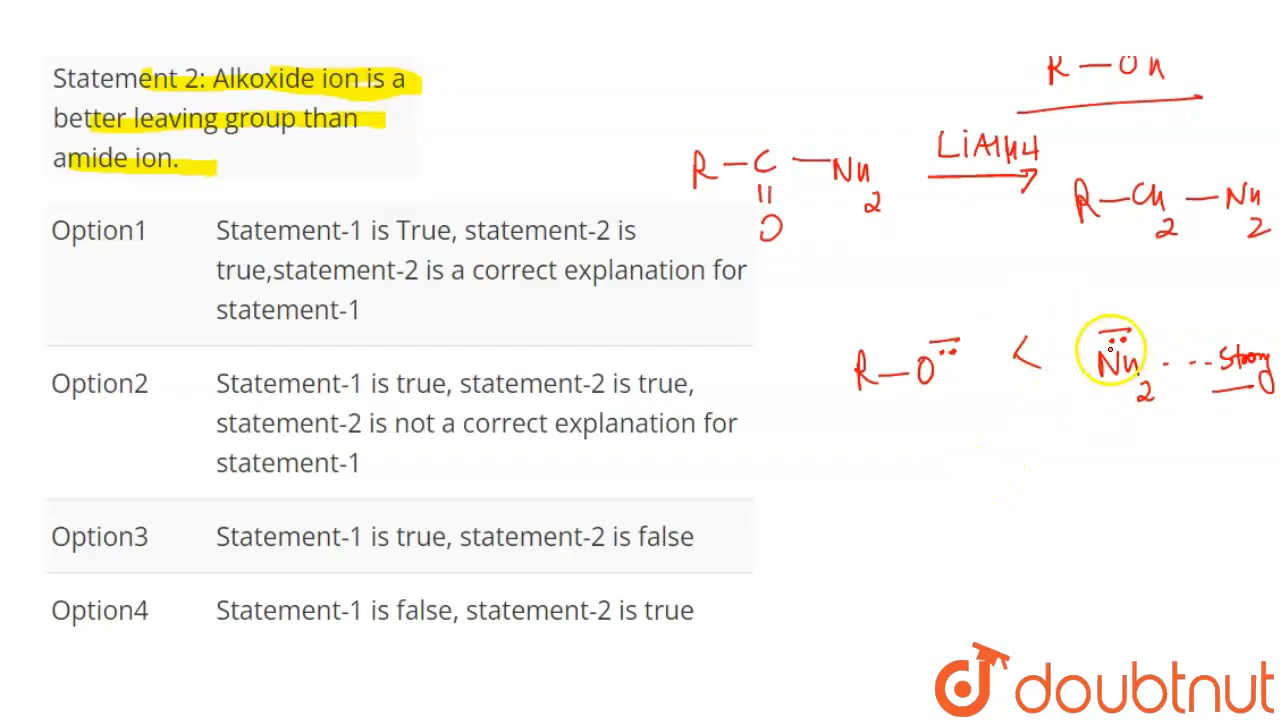 Statement 2: Alkoxide ion is a
better leaving group than
amide ion.
R — OH
R — C — NH2
||
O
LiAlH4
R — CH2 — NH2
Option1 Statement-1 is True, statement-2 is
true,statement-2 is a correct explanation for
statement-1
R — O < NH2 - - - Strong
Option2 Statement-1 is true, statement-2 is true,
statement-2 is not a correct explanation for
statement-1
Option3 Statement-1 is true, statement-2 is false
Option4 Statement-1 is false, statement-2 is true
doubtnut